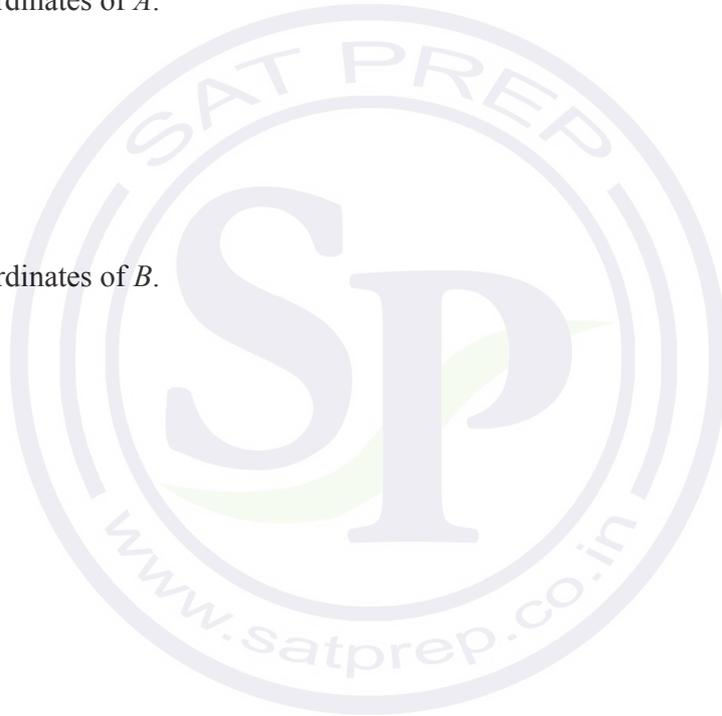 rdinates of A.
SAT PREP
rdinates of B.
SP
www.satprep.co.in